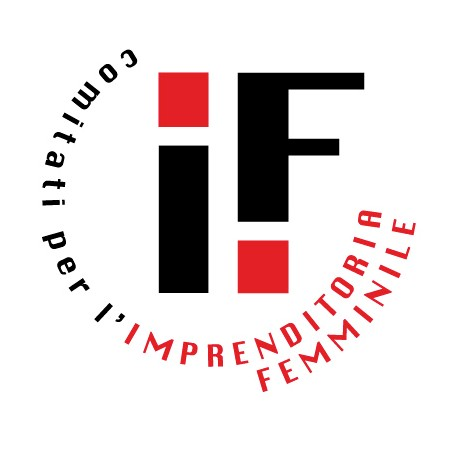 iF
comitati per l'IMPRENDITORIA
FEMMINILE